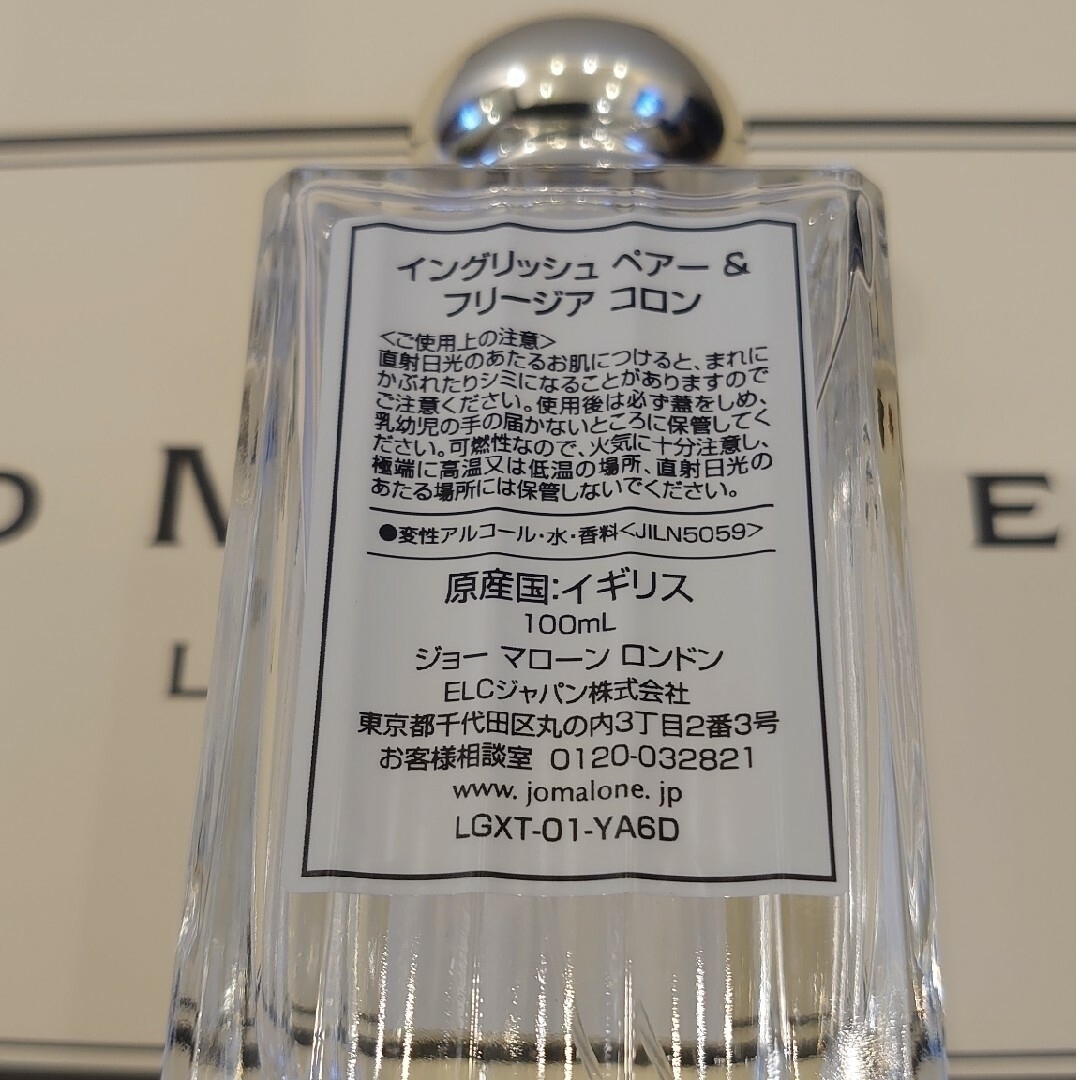 イングリッシュ ペアー &
フリージア コロン
<ご使用上の注意>
直射日光のあたるお肌につけると、まれに
かぶれたりシミになることがありますので
ご注意ください。使用後は必ず蓋をしめ、
乳幼児の手の届かないところに保管してく
ださい。可燃性なので、火気に十分注意し、
極端に高温又は低温の場所、直射日光の
あたる場所には保管しないでください。
●変性アルコール・水・香料<JILN5059>
原産国:イギリス
100mL
ジョー マローン ロンドン
ELCジャパン株式会社
東京都千代田区丸の内3丁目2番3号
お客様相談室 0120-032821
www.jomalone.jp
LGXT-01-YA6D
M E
L